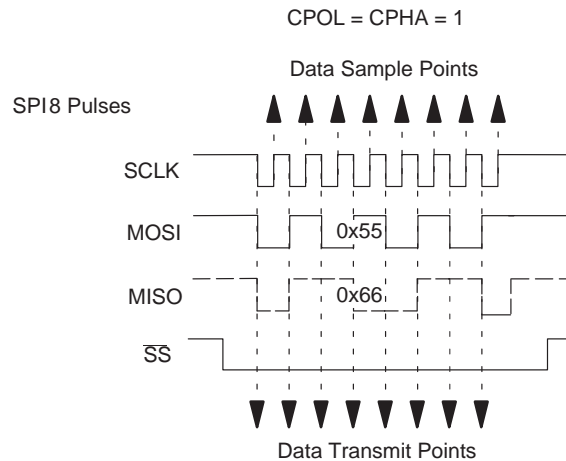 CPOL = CPHA = 1
Data Sample Points
SPI8 Pulses
SCLK
MOSI
0x55
MISO
0x66
SS
Data Transmit Points